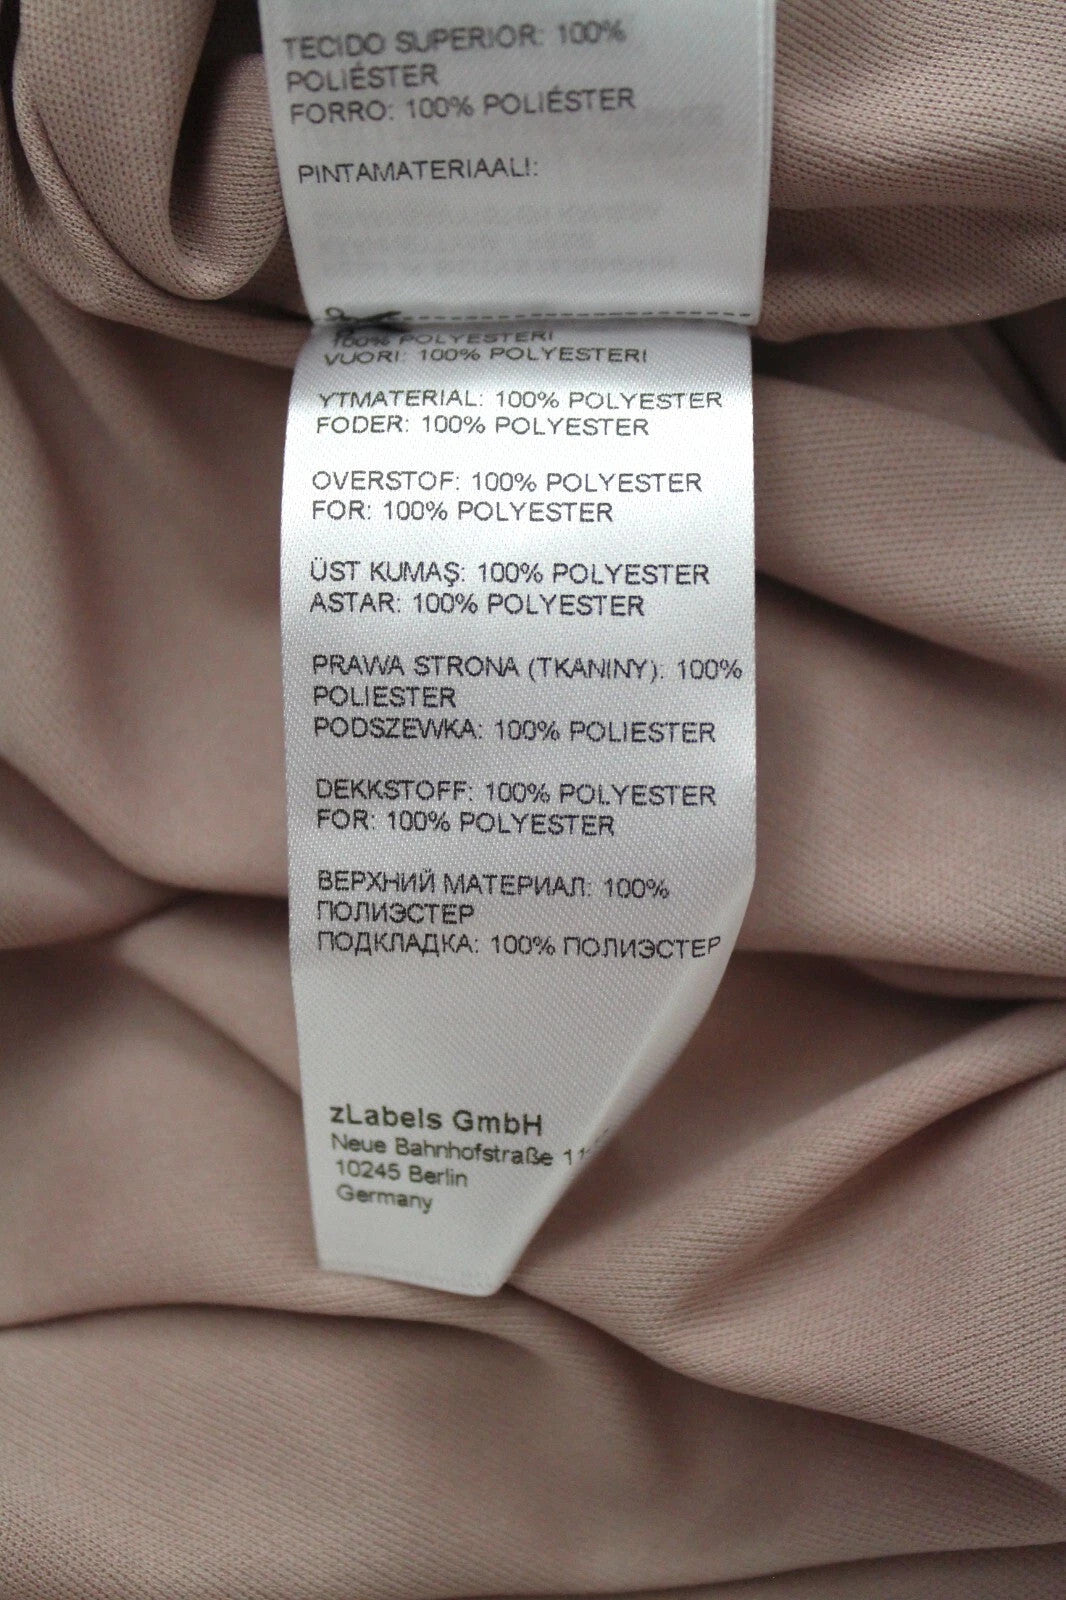 TECIDO SUPERIOR: 100%
POLIÉSTER
FORRO: 100% POLIÉSTER
PINTAMATERIAALI:
100% POLYESTERI
VUORI: 100% POLYESTERI
YTMATERIAL: 100% POLYESTER
FODER: 100% POLYESTER
OVERSTOF: 100% POLYESTER
FOR: 100% POLYESTER
ÜST KUMAŞ: 100% POLYESTER
ASTAR: 100% POLYESTER
PRAWA STRONA (TKANINY): 100%
POLIESTER
PODSZEWKA: 100% POLIESTER
DEKKSTOFF: 100% POLYESTER
FOR: 100% POLYESTER
ВЕРХНИЙ МАТЕРИАЛ: 100%
ПОЛИЭСТЕР
ПОДКЛАДКА: 100% ПОЛИЭСТЕР
zLabels GmbH
Neue Bahnhofstraße
10245 Berlin
Germany